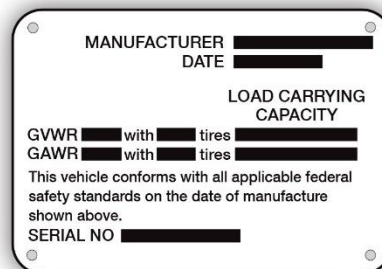 MANUFACTURER
DATE
LOAD CARRYING
CAPACITY
GVWR with tires
GAWR with tires
This vehicle conforms with all applicable federal
safety standards on the date of manufacture
shown above.
SERIAL NO